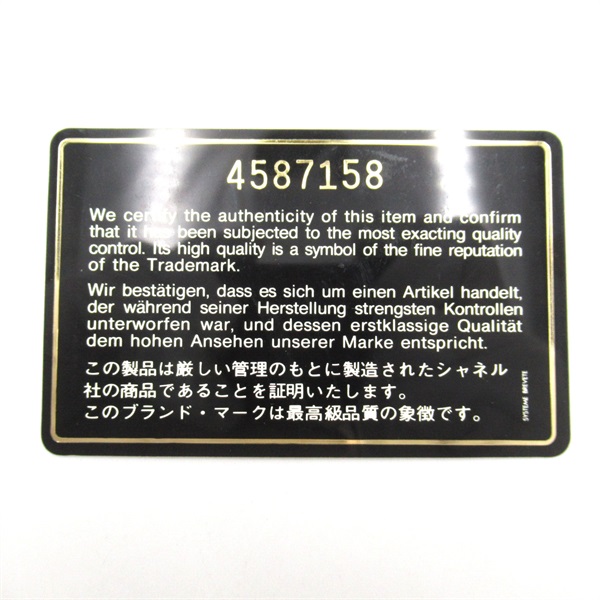 4587158
We certify the authenticity of this item and confirm
that it has been subjected to the most exacting quality
control. Its high quality is a symbol of the fine reputation
of the Trademark.
Wir bestätigen, dass es sich um einen Artikel handelt,
der während seiner Herstellung strengsten Kontrollen
unterworfen war, und dessen erstklassige Qualität
dem hohen Ansehen unserer Marke entspricht.
この製品は厳しい管理のもとに製造されたシャネル
社の商品であることを証明いたします。
このブランド・マークは最高級品質の象徴です。
SYSTEME BREVETE